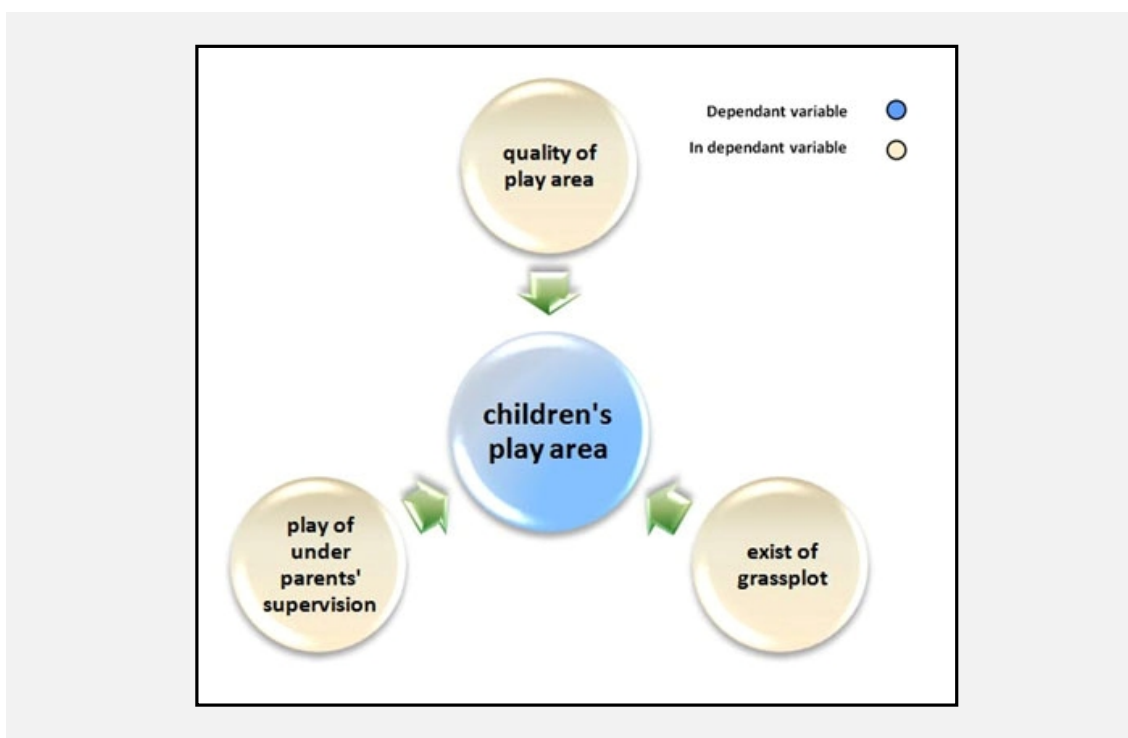 quality of
play area
Dependant variable
In dependant variable
children's
play area
play of
under
parents'
supervision
exist of
grassplot